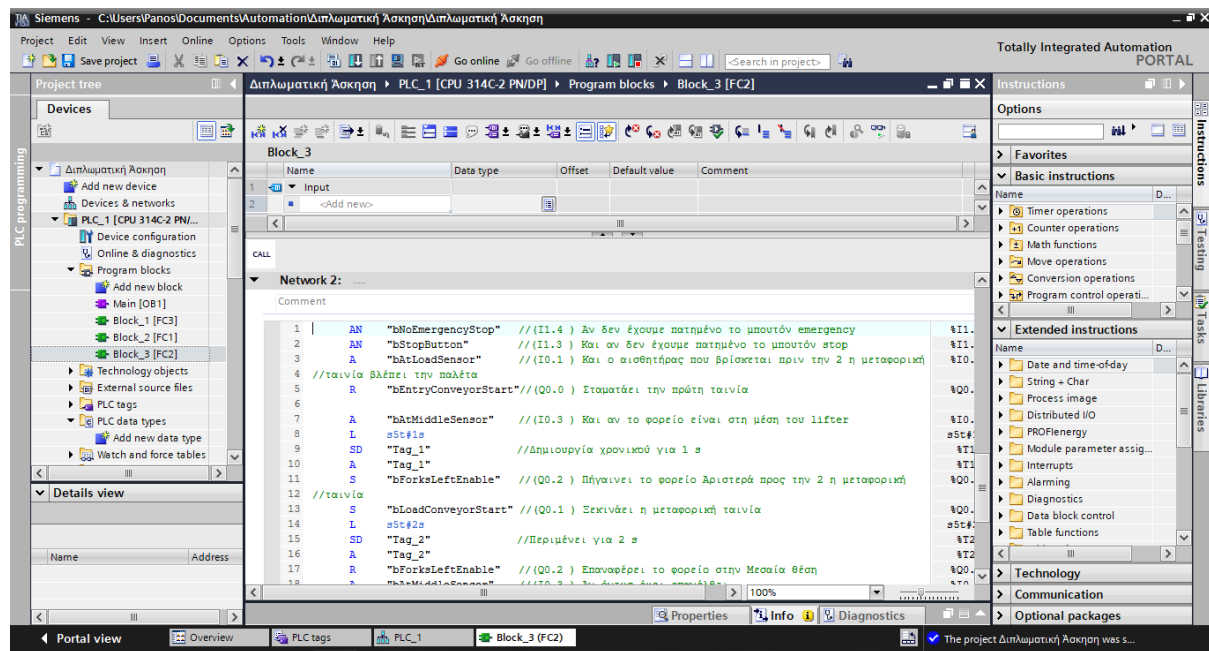 Siemens - C:\Users\Panos\Documents\Automation\Διπλωματική Άσκηση\Διπλωματική Άσκηση
Project Edit View Insert Online Options Tools Window Help
Totally Integrated Automation
PORTAL
Save project Go online Go offline <Search in project>
Project tree
Διπλωματική Άσκηση PLC_1 [CPU 314C-2 PN/DP] Program blocks Block_3 [FC2]
Instructions
Devices
Options
PLC programming
Διπλωματική Άσκηση
Add new device
Devices & networks
PLC_1 [CPU 314C-2 PN/...
Device configuration
Online & diagnostics
Program blocks
Add new block
Main [OB1]
Block_1 [FC3]
Block_2 [FC1]
Block_3 [FC2]
Technology objects
External source files
PLC tags
PLC data types
Add new data type
Watch and force tables
Details view
Name Address
Block_3
Name Data type Offset Default value Comment
1 Input
2 <Add new>
CALL
Network 2: .....
Comment
1 AN "bNoEmergencyStop" //(I1.4 ) Αν δεν έχουμε πατημένο το μπουτόν emergency %I1.
2 AN "bStopButton" //(I1.3 ) Και αν δεν έχουμε πατημένο το μπουτόν stop %I1.
3 A "bAtLoadSensor" //(I0.1 ) Και ο αισθητήρας που βρίσκεται πριν την 2 η μεταφορική %I0.
4 //ταινία βλέπει την παλέτα
5 R "bEntryConveyorStart"//(Q0.0 ) Σταματάει την πρώτη ταινία %Q0.
6
7 A "bAtMiddleSensor" //(I0.3 ) Και αν το φορείο είναι στη μέση του lifter %I0.
8 L s5t#1s s5t#
9 SD "Tag_1" //Δημιουργία χρονικού για 1 s %T1
10 A "Tag_1" %T1
11 S "bForksLeftEnable" //(Q0.2 ) Πήγαινει το φορείο Αριστερά προς την 2 η μεταφορική %Q0.
12 //ταινία
13 S "bLoadConveyorStart" //(Q0.1 ) Ξεκινάει η μεταφορική ταινία %Q0.
14 L s5t#2s s5t#
15 SD "Tag_2" //Περιμένει για 2 s %T2
16 A "Tag_2" %T2
17 R "bForksLeftEnable" //(Q0.2 ) Επαναφέρει το φορείο στην Μεσαία θέση %Q0.
100%
Properties Info Diagnostics
Favorites
Basic instructions
Name D...
Timer operations
Counter operations
Math functions
Move operations
Conversion operations
Program control operati...
Extended instructions
Name D...
Date and time-of-day
String + Char
Process image
Distributed I/O
PROFIenergy
Module parameter assig...
Interrupts
Alarming
Diagnostics
Data block control
Table functions
Technology
Communication
Optional packages
Instructions
Testing
Tasks
Libraries
Portal view Overview PLC tags PLC_1 Block_3 (FC2) The project Διπλωματική Άσκηση was s...